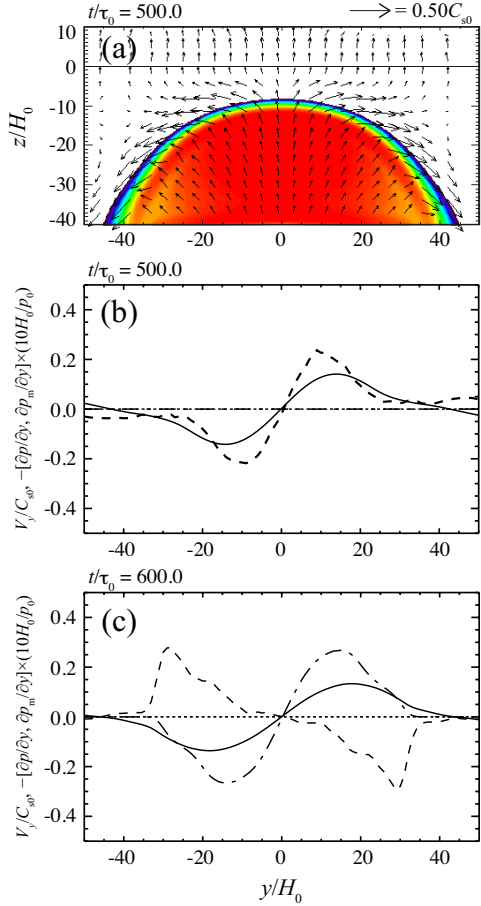 t/τ₀ = 500.0 = 0.50Cₛ₀
(a)
z/H₀
10
0
-10
-20
-30
-40
-40 -20 0 20 40
t/τ₀ = 500.0
(b)
V_y/Cₛ₀, −[∂p/∂y, ∂pₘ/∂y]×(10H₀/p₀)
0.4
0.2
0.0
-0.2
-0.4
-40 -20 0 20 40
t/τ₀ = 600.0
(c)
V_y/Cₛ₀, −[∂p/∂y, ∂pₘ/∂y]×(10H₀/p₀)
0.4
0.2
0.0
-0.2
-0.4
-40 -20 0 20 40
y/H₀